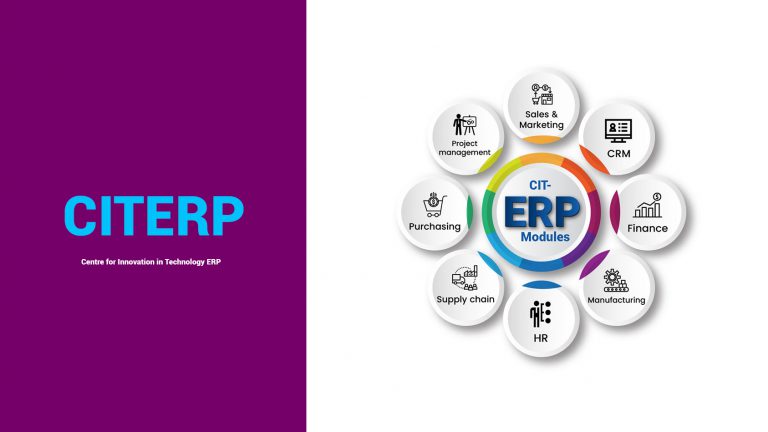 CITERP
Centre for Innovation in Technology ERP
CIT-
ERP
Modules
Sales &
Marketing
CRM
Finance
Manufacturing
HR
Supply chain
Purchasing
Project
management